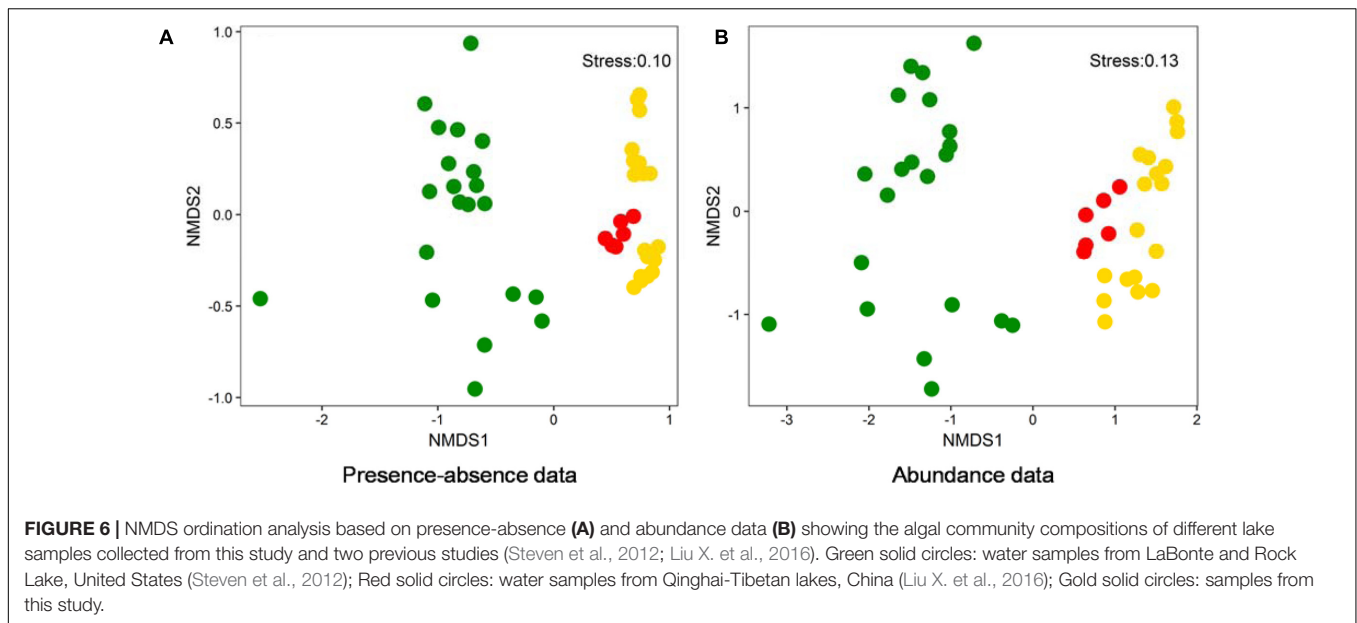 A
Stress:0.10
1.0
0.5
0.0
-0.5
-1.0
NMDS2
-2
-1
0
1
NMDS1
Presence-absence data
B
Stress:0.13
1
0
-1
NMDS2
-3
-2
-1
0
1
2
NMDS1
Abundance data
FIGURE 6 | NMDS ordination analysis based on presence-absence (A) and abundance data (B) showing the algal community compositions of different lake
samples collected from this study and two previous studies (Steven et al., 2012; Liu X. et al., 2016). Green solid circles: water samples from LaBonte and Rock
Lake, United States (Steven et al., 2012); Red solid circles: water samples from Qinghai-Tibetan lakes, China (Liu X. et al., 2016); Gold solid circles: samples from
this study.